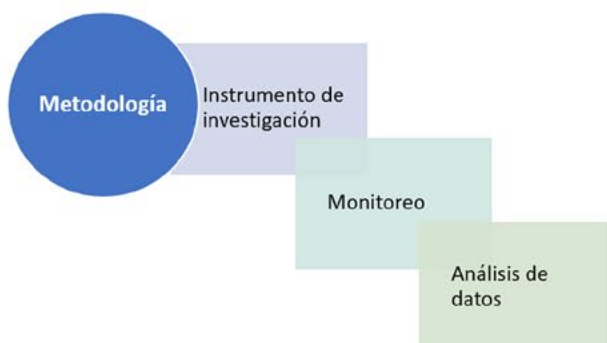 Metodología
Instrumento de
investigación
Monitoreo
Análisis de
datos